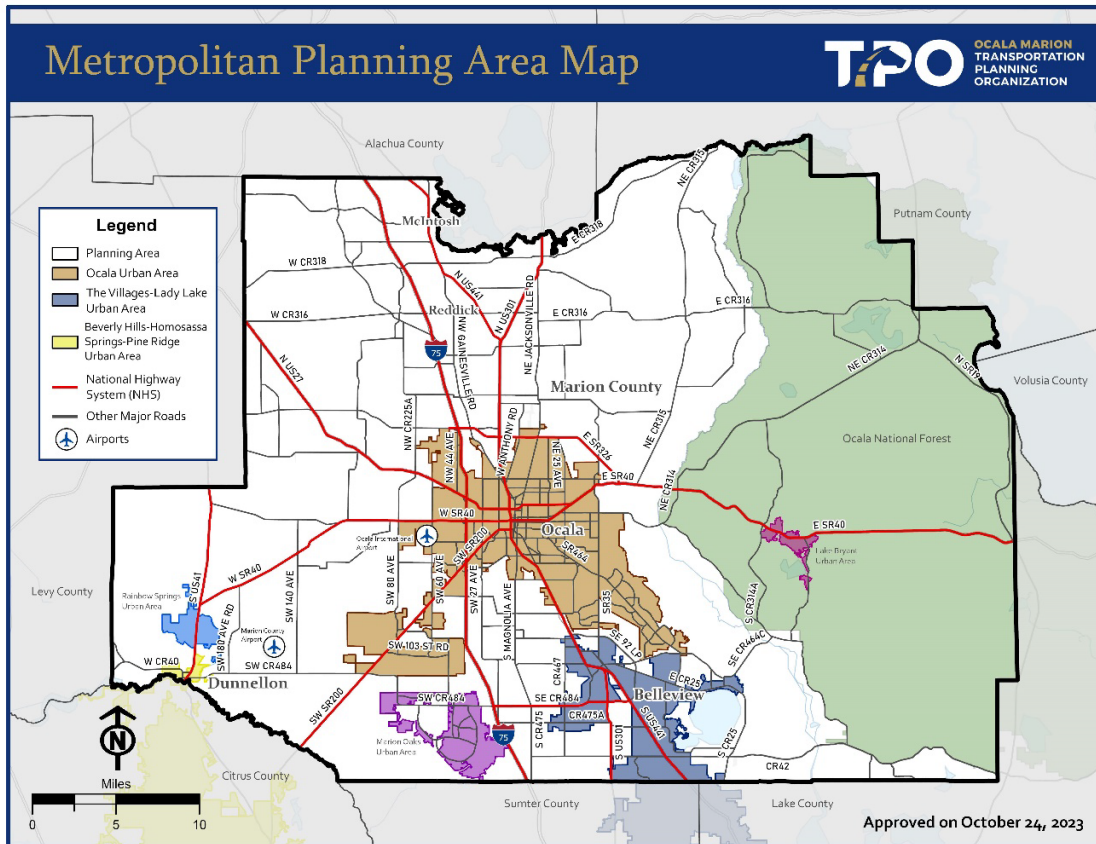 Metropolitan Planning Area Map
TPO
OCALA MARION
TRANSPORTATION
PLANNING
ORGANIZATION
Alachua County
Putnam County
Volusia County
Levy County
Citrus County
Sumter County
Lake County
Marion County
Ocala National Forest
Legend
Planning Area
Ocala Urban Area
The Villages-Lady Lake
Urban Area
Beverly Hills-Homosassa
Springs-Pine Ridge
Urban Area
National Highway
System (NHS)
Other Major Roads
Airports
McIntosh
Reddick
Ocala
Dunnellon
Belleview
W CR318
E CR318
NE CR315
W CR316
E CR316
E CR316
N US441
N US301
NE JACKSONVILLE RD
NW GAINESVILLE RD
75
N US27
NW CR225A
NE CR314
N SR19
NE CR315
NW 44 AVE
W ANTHONY RD
NE 25 AVE
E SR326
E SR40
NE CR314
W SR40
E SR40
Ocala International
Airport
SW SR200
SR464
Lake Bryant
Urban Area
S US41
W SR40
SW 140 AVE
SW 80 AVE
SW 60 AVE
SW 27 AVE
S MAGNOLIA AVE
SR35
S CR314A
Rainbow Springs
Urban Area
SW 180 AVE RD
Marion County
Airport
W CR40
SW CR484
SW 103 ST RD
SE 92 LP
SE CR464C
CR467
E CR25
SW SR200
SW CR484
SE CR484
CR475A
S CR475
S US301
S US441
S CR25
CR42
Marion Oaks
Urban Area
75
N
Miles
0
5
10
Approved on October 24, 2023